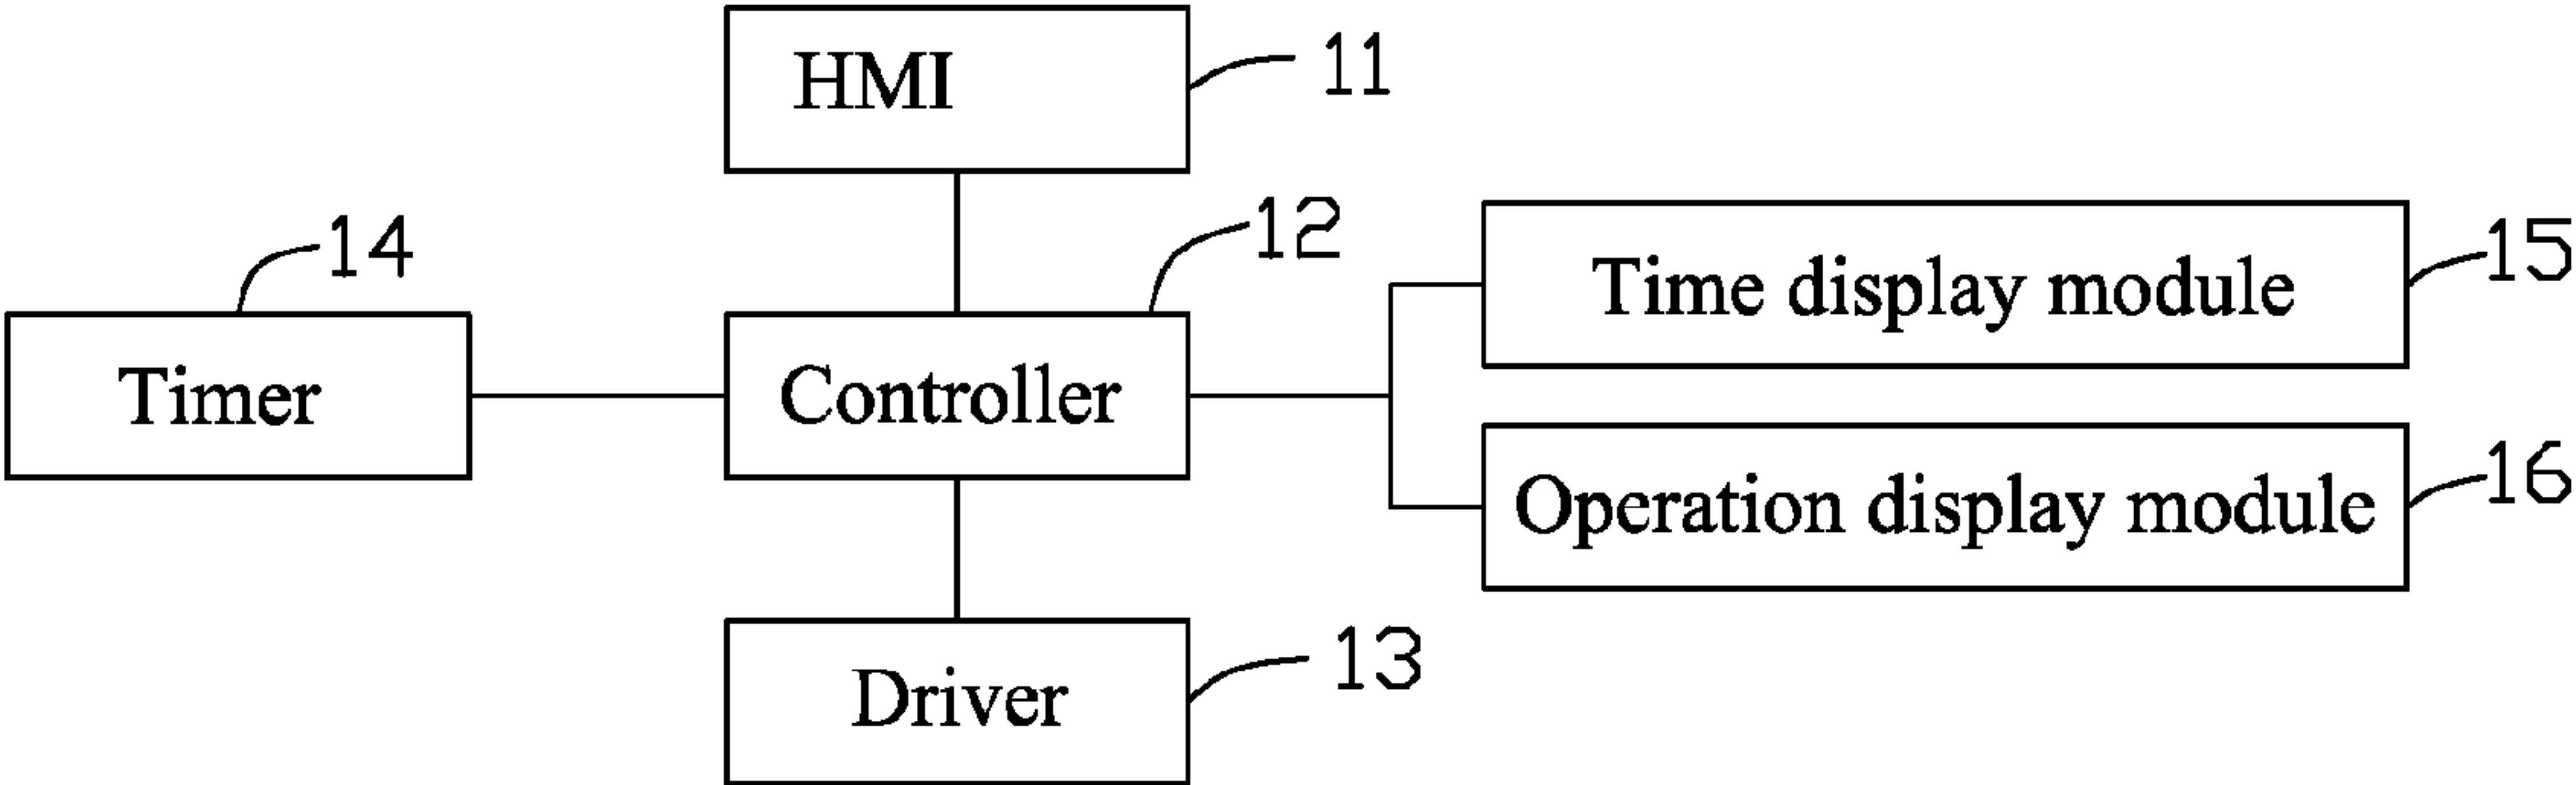 HMI
11
12
14
Time display module
15
Timer
Controller
Operation display module
16
Driver
13